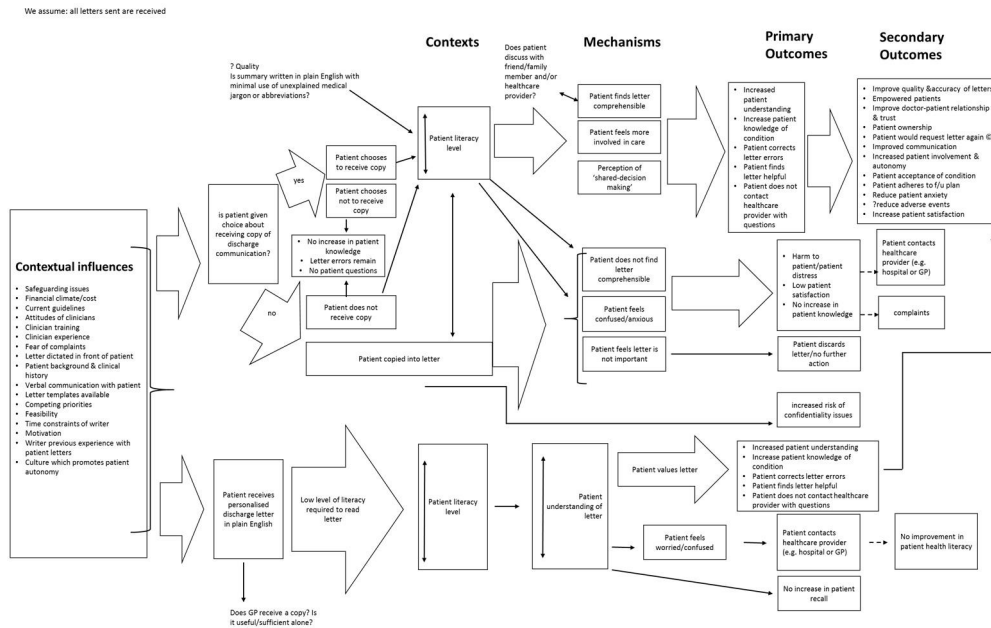 We assume: all letters sent are received
Contexts
Mechanisms
Primary
Outcomes
Secondary
Outcomes
? Quality
Is summary written in plain English with
minimal use of unexplained medical
jargon or abbreviations?
Does patient
discuss with
friend/family
member and/or
healthcare
provider?
Patient literacy
level
Patient finds letter
comprehensible
Patient feels more
involved in care
Perception of
'shared-decision
making'
• Increased
patient
understanding
• Increase patient
knowledge of
condition
• Patient corrects
letter errors
• Patient finds
letter helpful
• Patient does not
contact
healthcare
provider with
questions
• Improve quality &accuracy of letters
• Empowered patients
• Improve doctor-patient relationship
& trust
• Patient ownership
• Patient would request letter again ©
• Improved communication
• Increased patient involvement &
autonomy
• Patient acceptance of condition
• Patient adheres to f/u plan
• Reduce patient anxiety
• ?reduce adverse events
• Increase patient satisfaction
yes
Patient chooses
to receive copy
Patient chooses
not to receive
copy
is patient given
choice about
receiving copy of
discharge
communication?
• No increase in patient
knowledge
• Letter errors remain
• No patient questions
no
Patient does not
receive copy
Patient copied into letter
Contextual influences
• Safeguarding issues
• Financial climate/cost
• Current guidelines
• Attitudes of clinicians
• Clinician training
• Clinician experience
• Fear of complaints
• Letter dictated in front of patient
• Patient background & clinical
history
• Verbal communication with patient
• Letter templates available
• Competing priorities
• Feasibility
• Time constraints of writer
• Motivation
• Writer previous experience with
patient letters
• Culture which promotes patient
autonomy
Patient does not find
letter
comprehensible
Patient feels
confused/anxious
Patient feels letter is
not important
• Harm to
patient/patient
distress
• Low patient
satisfaction
• No increase in
patient knowledge
Patient contacts
healthcare
provider (e.g.
hospital or GP)
complaints
Patient discards
letter/no further
action
increased risk of
confidentiality issues
Patient receives
personalised
discharge letter
in plain English
Low level of literacy
required to read
letter
Patient literacy
level
Patient
understanding of
letter
Patient values letter
• Increased patient understanding
• Increase patient knowledge of
condition
• Patient corrects letter errors
• Patient finds letter helpful
• Patient does not contact healthcare
provider with questions
Patient feels
worried/confused
Patient contacts
healthcare provider
(e.g. hospital or GP)
No improvement in
patient health literacy
No increase in patient
recall
Does GP receive a copy? Is
it useful/sufficient alone?